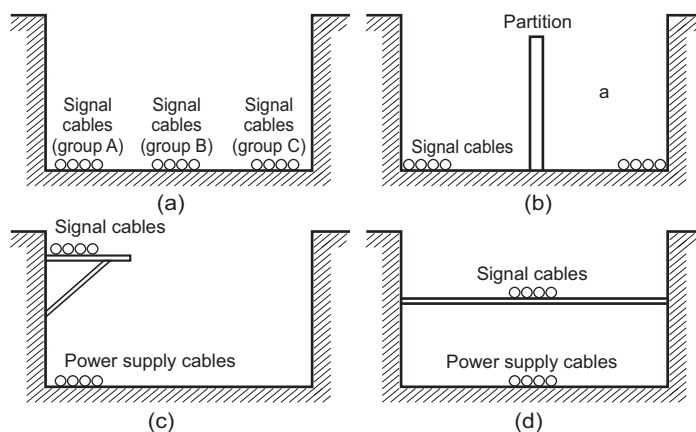 Signal
cables
(group A)
Signal
cables
(group B)
Signal
cables
(group C)
(a)
Partition
a
Signal cables
(b)
Signal cables
Power supply cables
(c)
Signal cables
Power supply cables
(d)